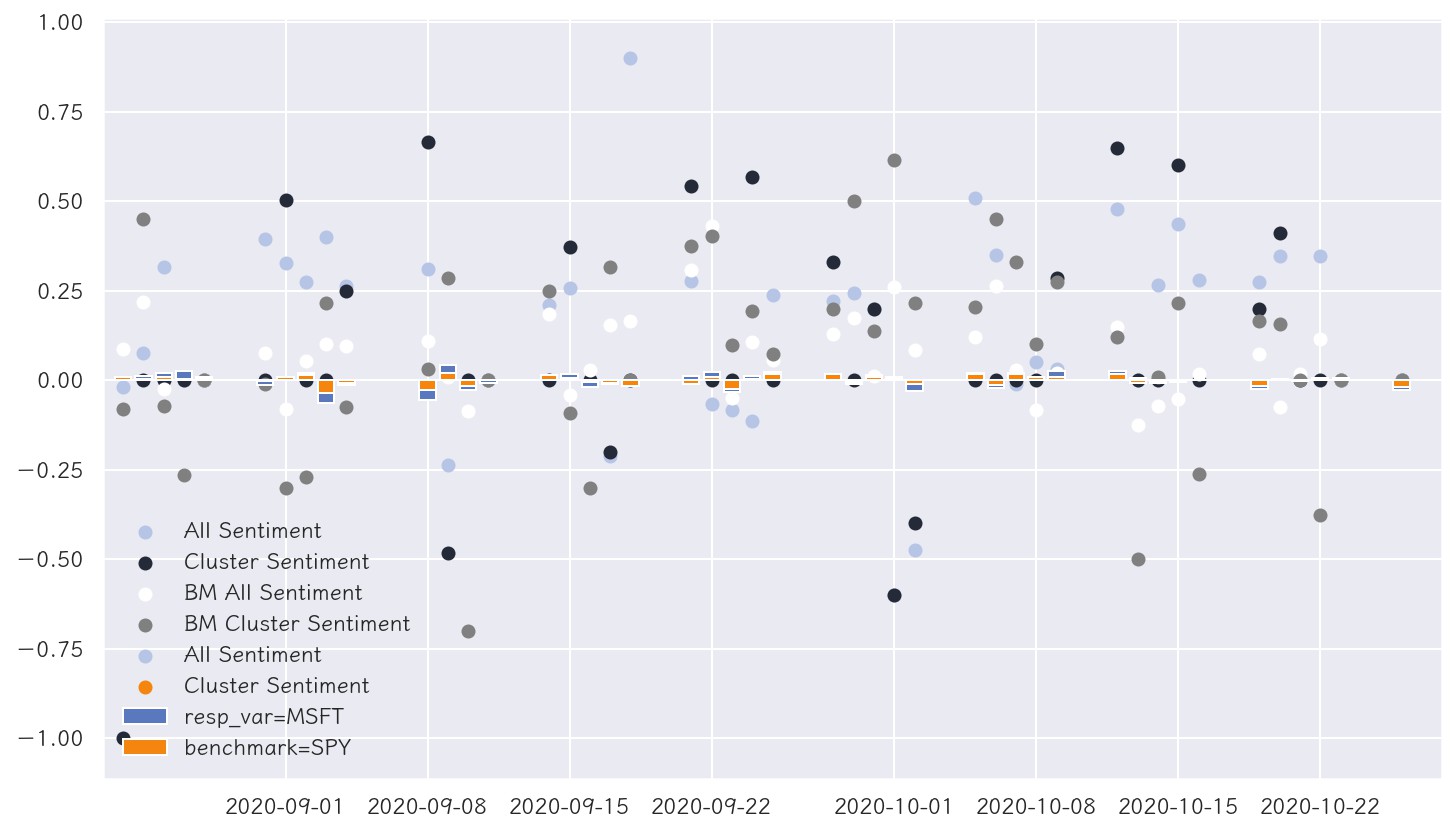 1.00
0.75
0.50
0.25
0.00
−0.25
−0.50
−0.75
−1.00
All Sentiment
Cluster Sentiment
BM All Sentiment
BM Cluster Sentiment
All Sentiment
Cluster Sentiment
resp_var=MSFT
benchmark=SPY
2020-09-01 2020-09-08 2020-09-15 2020-09-22 2020-10-01 2020-10-08 2020-10-15 2020-10-22